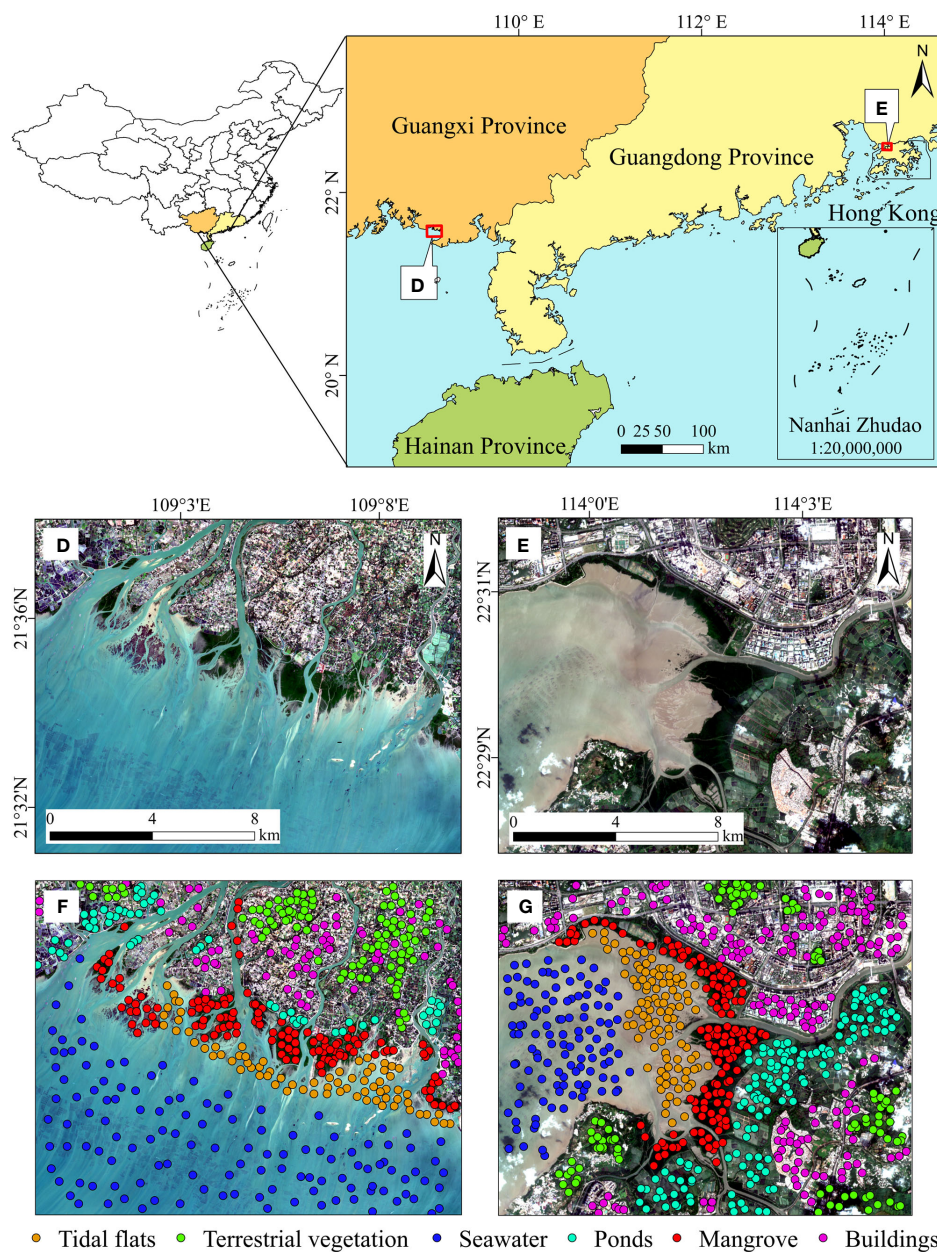 110° E
112° E
114° E
N
E
Guangxi Province
Guangdong Province
22° N
Hong Kong
D
20° N
Hainan Province
0 25 50 100
km
Nanhai Zhudao
1:20,000,000
109°3'E
109°8'E
114°0'E
114°3'E
D
N
E
N
21°36'N
22°31'N
22°29'N
21°32'N
0 4 8
km
0 4 8
km
F
G
Tidal flats
Terrestrial vegetation
Seawater
Ponds
Mangrove
Buildings